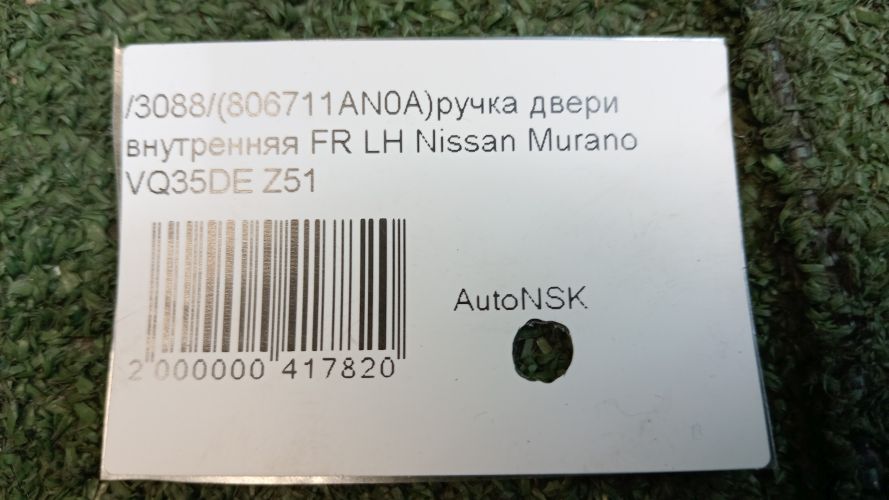 /3088/(806711AN0A)ручка двери
внутренняя FR LH Nissan Murano
VQ35DE Z51
AutoNSK
2 000000 417820